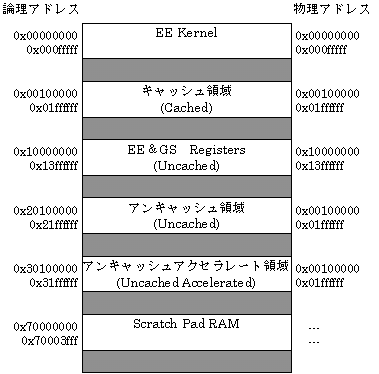 論理アドレス 物理アドレス
0x00000000 EE Kernel 0x00000000
0x000fffff 0x000fffff
0x00100000 キャッシュ領域 0x00100000
0x01ffffff (Cached) 0x01ffffff
0x10000000 EE＆GS Registers 0x10000000
0x13ffffff (Uncached) 0x13ffffff
0x20100000 アンキャッシュ領域 0x00100000
0x21ffffff (Uncached) 0x01ffffff
0x30100000 アンキャッシュアクセラレート領域 0x00100000
0x31ffffff (Uncached Accelerated) 0x01ffffff
0x70000000 Scratch Pad RAM ...
0x70003fff ...